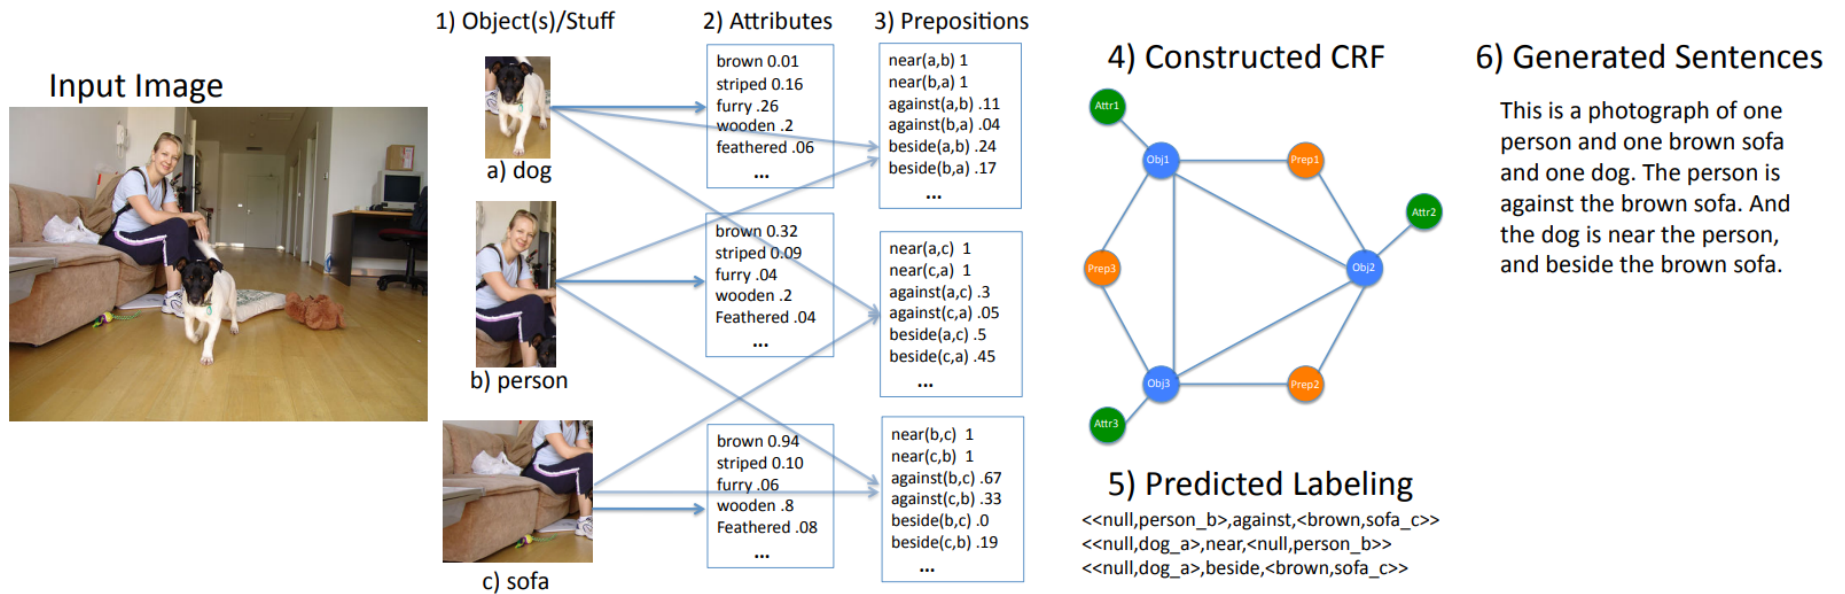 Input Image
1) Object(s)/Stuff
a) dog
b) person
c) sofa
2) Attributes
brown 0.01
striped 0.16
furry .26
wooden .2
feathered .06
...
brown 0.32
striped 0.09
furry .04
wooden .2
Feathered .04
...
brown 0.94
striped 0.10
furry .06
wooden .8
Feathered .08
...
3) Prepositions
near(a,b) 1
near(b,a) 1
against(a,b) .11
against(b,a) .04
beside(a,b) .24
beside(b,a) .17
...
near(a,c) 1
near(c,a) 1
against(a,c) .3
against(c,a) .05
beside(a,c) .5
beside(c,a) .45
...
near(b,c) 1
near(c,b) 1
against(b,c) .67
against(c,b) .33
beside(b,c) .0
beside(c,b) .19
...
4) Constructed CRF
Attr1
Obj1
Prep1
Attr2
Prep3
Obj2
Obj3
Prep2
Attr3
5) Predicted Labeling
<<null,person_b>,against,<brown,sofa_c>>
<<null,dog_a>,near,<null,person_b>>
<<null,dog_a>,beside,<brown,sofa_c>>
6) Generated Sentences
This is a photograph of one
person and one brown sofa
and one dog. The person is
against the brown sofa. And
the dog is near the person,
and beside the brown sofa.